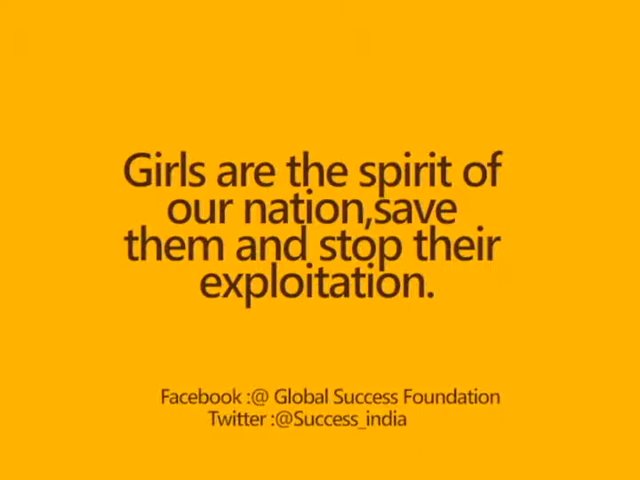 Girls are the spirit of
our nation,save
them and stop their
exploitation.
Facebook :@ Global Success Foundation
Twitter :@Success_india